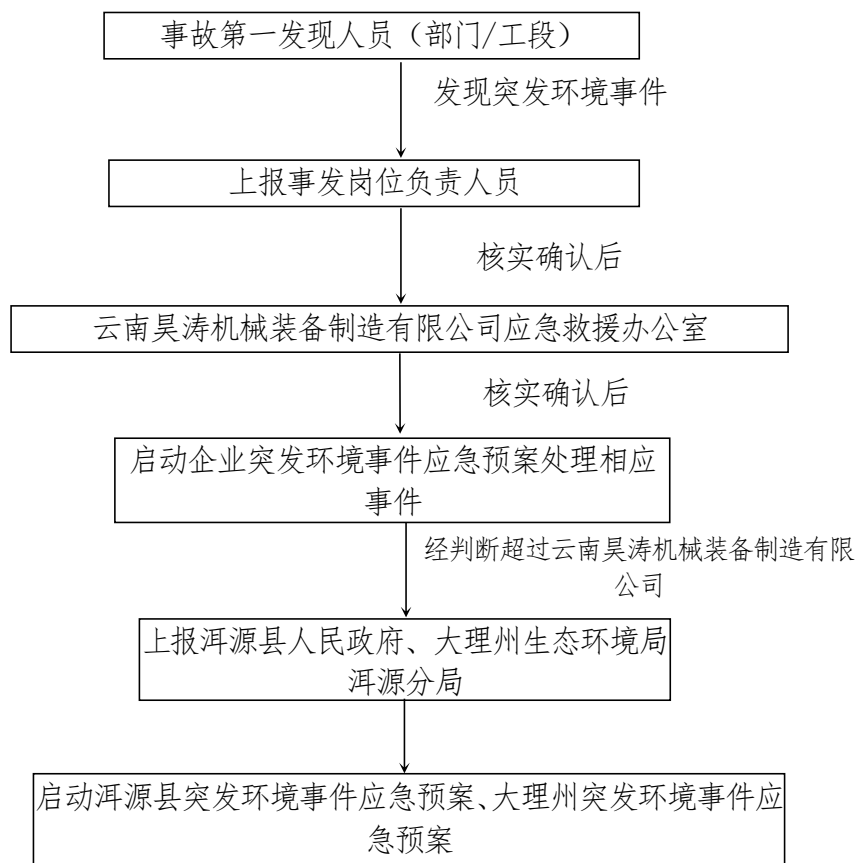 事故第一发现人员（部门/工段）
发现突发环境事件
上报事发岗位负责人员
核实确认后
云南昊涛机械装备制造有限公司应急救援办公室
核实确认后
启动企业突发环境事件应急预案处理相应
事件
经判断超过云南昊涛机械装备制造有限
公司
上报洱源县人民政府、大理州生态环境局
洱源分局
启动洱源县突发环境事件应急预案、大理州突发环境事件应
急预案